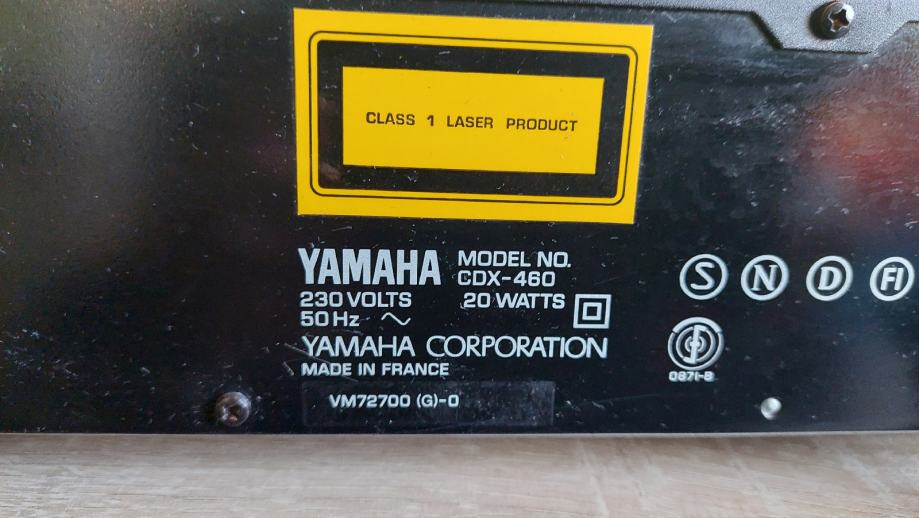 CLASS 1 LASER PRODUCT
YAMAHA MODEL NO.
CDX-460
230 VOLTS 20 WATTS
50 Hz ~
YAMAHA CORPORATION
MADE IN FRANCE
VM72700 (G)-0
S N D FI
0871-B